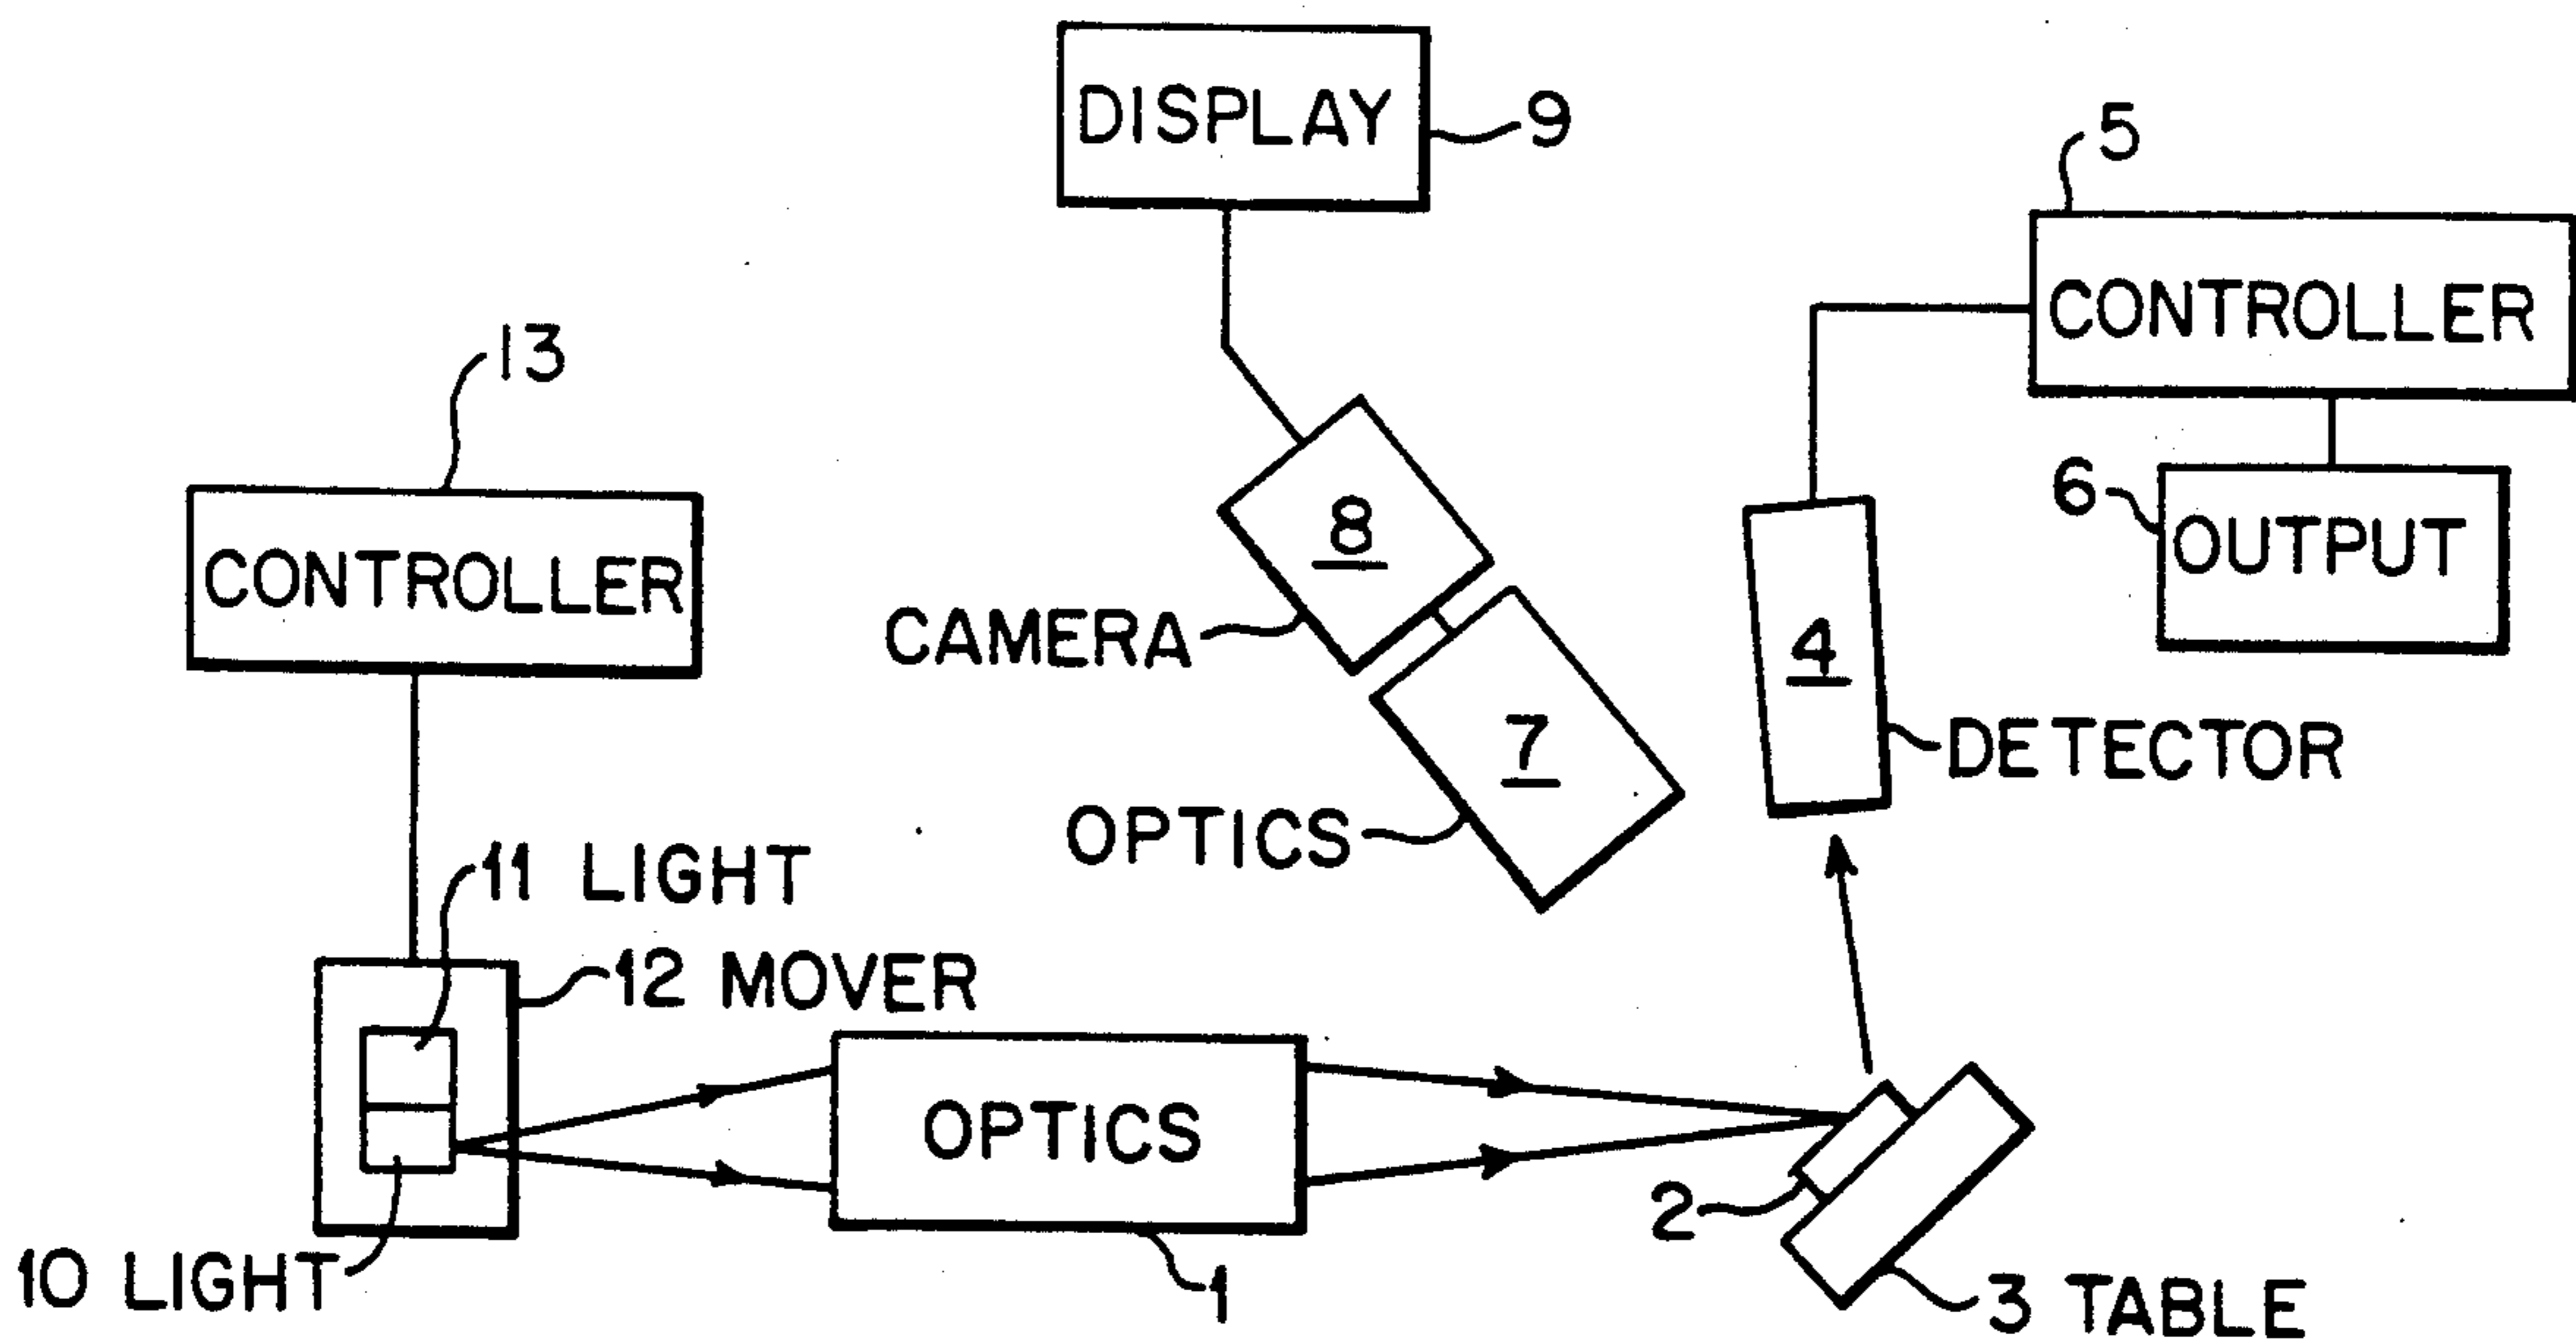 DISPLAY
9
5
CONTROLLER
13
6
OUTPUT
CONTROLLER
8
CAMERA
4
7
DETECTOR
OPTICS
11 LIGHT
12 MOVER
OPTICS
2
10 LIGHT
1
3 TABLE